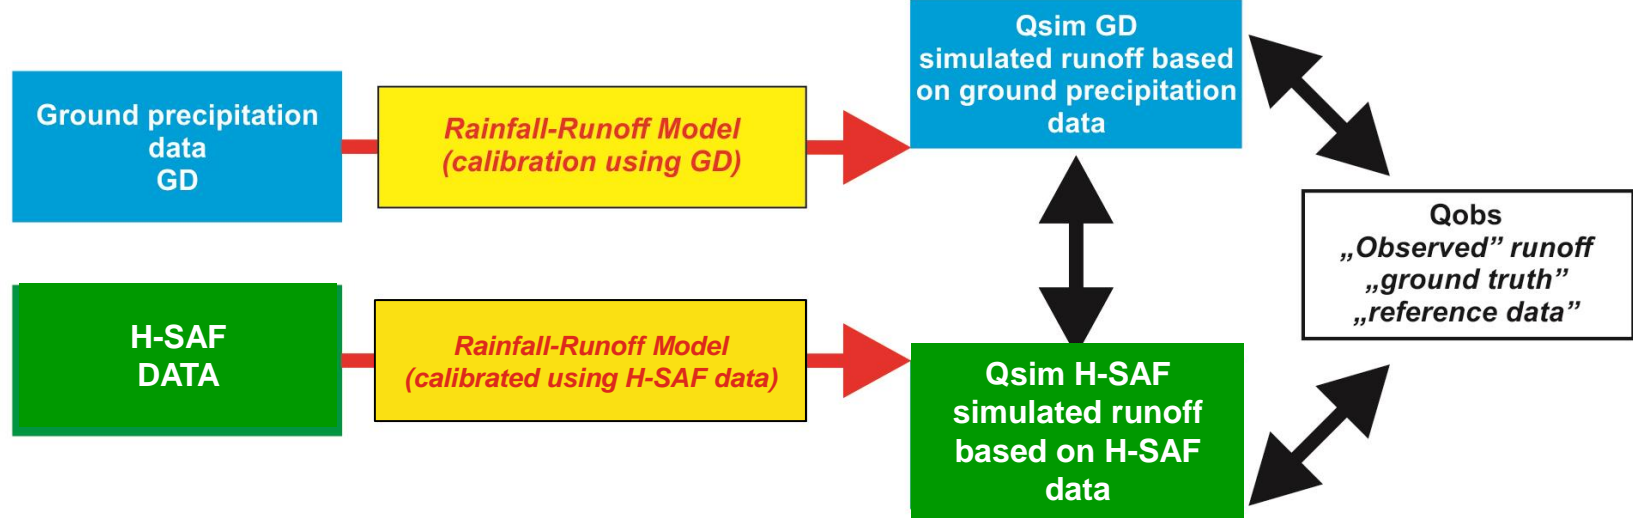 Ground precipitation
data
GD
Rainfall-Runoff Model
(calibration using GD)
Qsim GD
simulated runoff based
on ground precipitation
data
Qobs
„Observed” runoff
„ground truth”
„reference data”
H-SAF
DATA
Rainfall-Runoff Model
(calibrated using H-SAF data)
Qsim H-SAF
simulated runoff
based on H-SAF
data